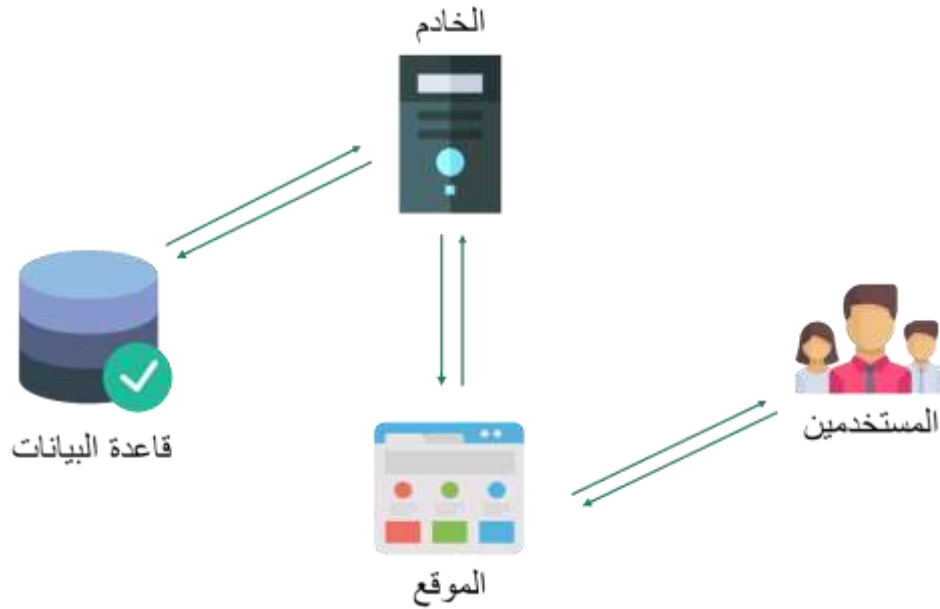 الخادم
المستخدمين
قاعدة البيانات
الموقع